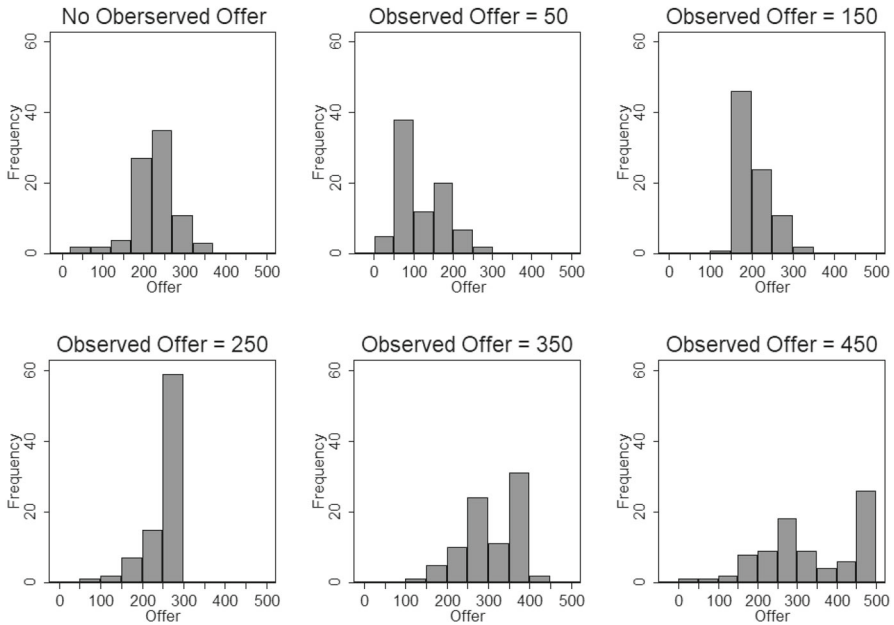 No Oberserved Offer
Observed Offer = 50
Observed Offer = 150
Frequency
0 20 40 60
0 100 200 300 400 500
Offer
Frequency
0 20 40 60
0 100 200 300 400 500
Offer
Frequency
0 20 40 60
0 100 200 300 400 500
Offer
Observed Offer = 250
Observed Offer = 350
Observed Offer = 450
Frequency
0 20 40 60
0 100 200 300 400 500
Offer
Frequency
0 20 40 60
0 100 200 300 400 500
Offer
Frequency
0 20 40 60
0 100 200 300 400 500
Offer